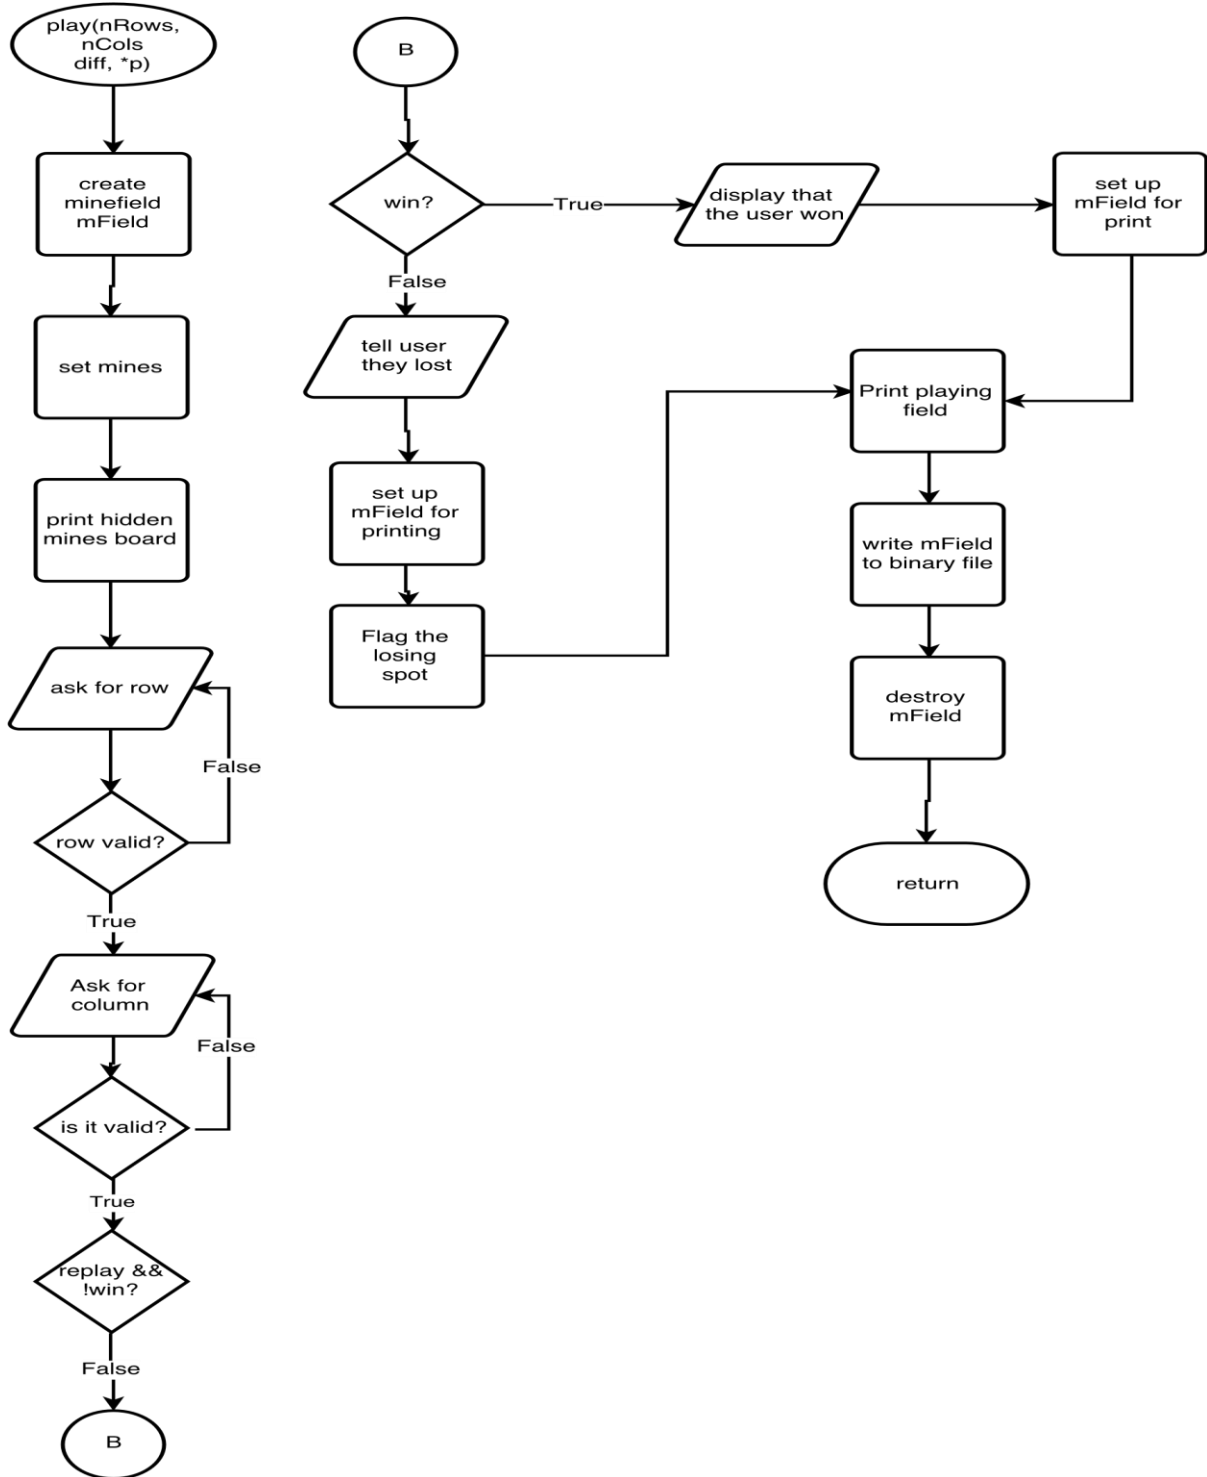 play(nRows,
nCols
diff, *p)
create
minefield
mField
set mines
print hidden
mines board
ask for row
False
row valid?
True
Ask for
column
False
is it valid?
True
replay &&
!win?
False
B
B
win?
True
display that
the user won
set up
mField for
print
False
tell user
they lost
set up
mField for
printing
Flag the
losing
spot
Print playing
field
write mField
to binary file
destroy
mField
return